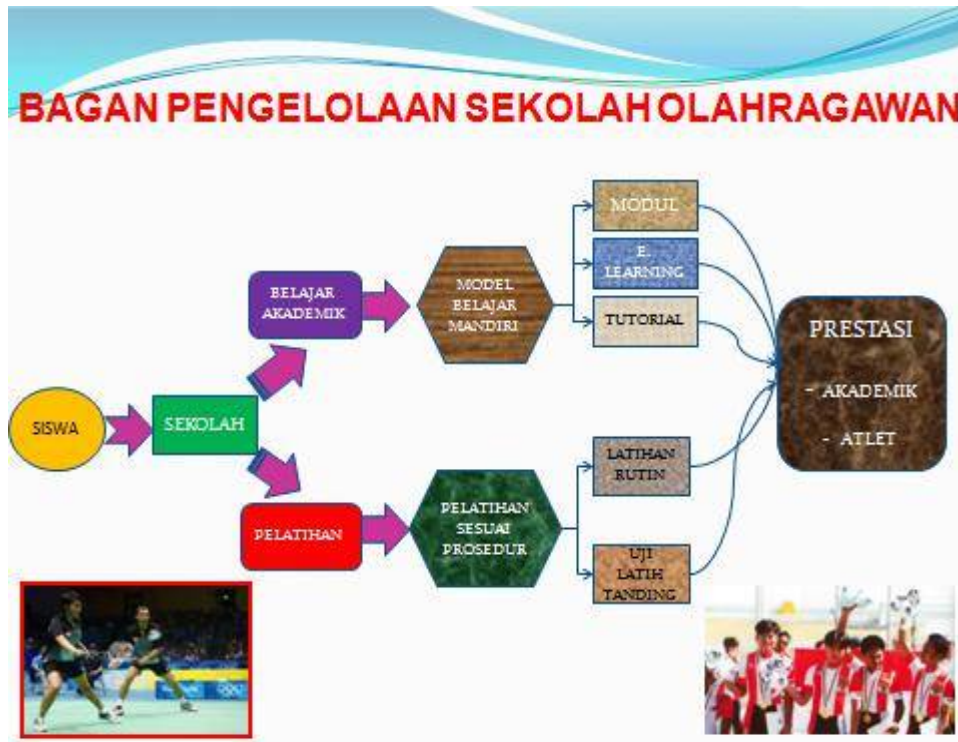 BAGAN PENGELOLAAN SEKOLAH OLAHRAGAWAN
MODUL
E.
LEARNING
TUTORIAL
BELAJAR
AKADEMIK
MODEL
BELAJAR
MANDIRI
PRESTASI
- AKADEMIK
- ATLET
SISWA
SEKOLAH
LATIHAN
RUTIN
PELATIHAN
PELATIHAN
SESUAI
PROSEDUR
UJI
LATIH
TANDING